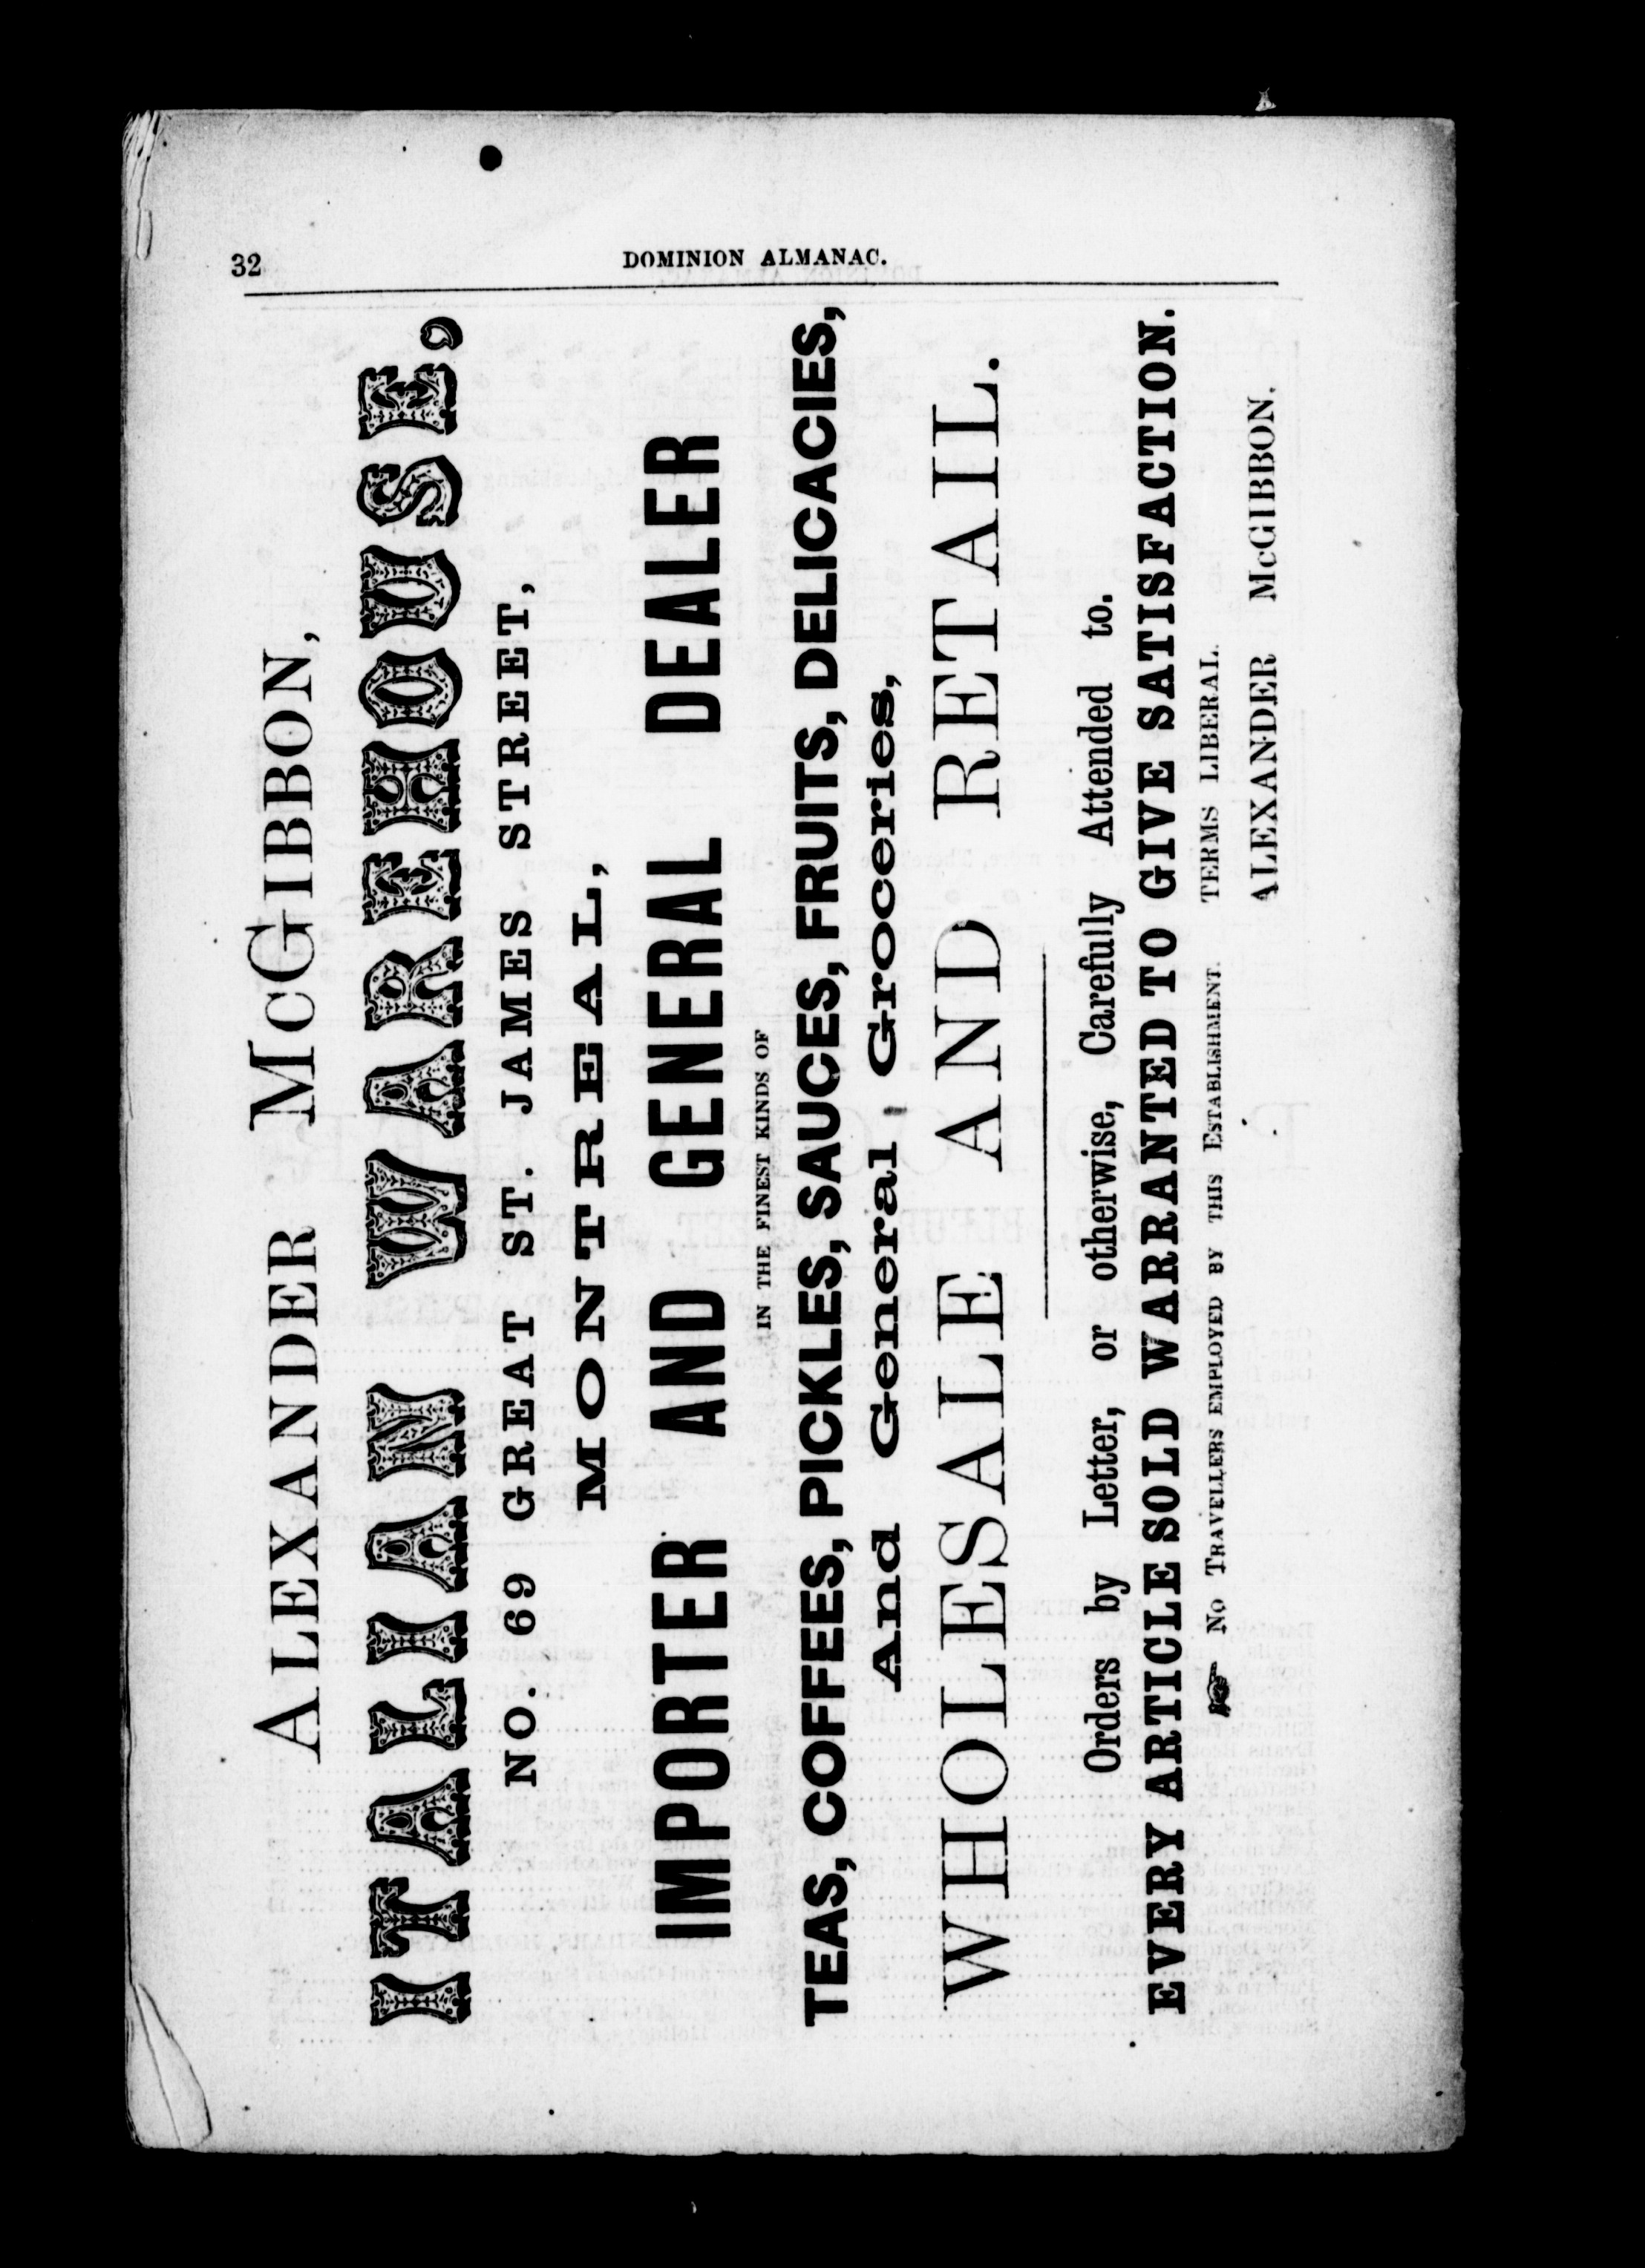 32
DOMINION ALMANAC.
ALEXANDER McGIBBON,
ITALIAN WAREHOUSE,
NO. 69 GREAT ST. JAMES STREET,
MONTREAL,
IMPORTER AND GENERAL DEALER
IN THE FINEST KINDS OF
TEAS, COFFEES, PICKLES, SAUCES, FRUITS, DELICACIES,
And General Groceries,
WHOLESALE AND RETAIL.
Orders by Letter, or otherwise, Carefully Attended to.
EVERY ARTICLE SOLD WARRANTED TO GIVE SATISFACTION.
☞ No TRAVELLERS EMPLOYED BY THIS ESTABLISHMENT. TERMS LIBERAL.
ALEXANDER McGIBBON.